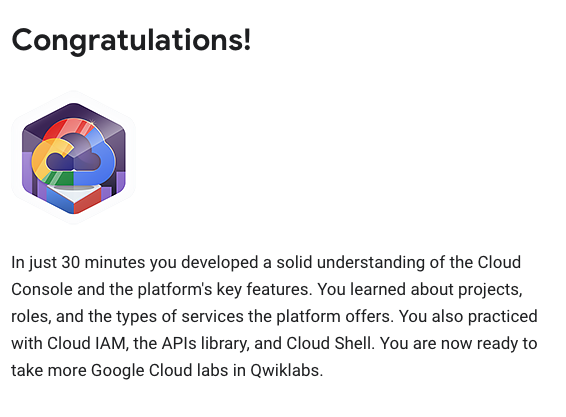 Congratulations!
In just 30 minutes you developed a solid understanding of the Cloud
Console and the platform's key features. You learned about projects,
roles, and the types of services the platform offers. You also practiced
with Cloud IAM, the APIs library, and Cloud Shell. You are now ready to
take more Google Cloud labs in Qwiklabs.